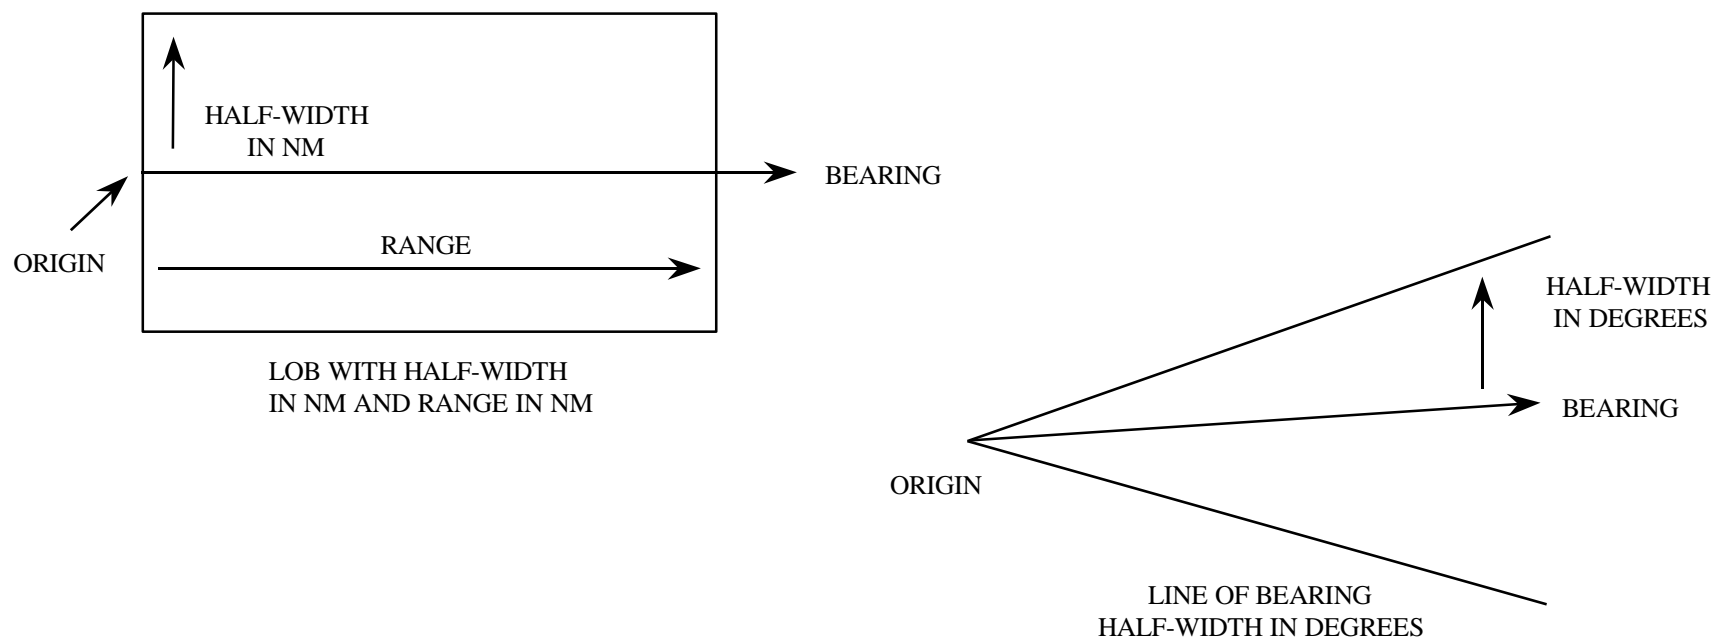 HALF-WIDTH
IN NM
BEARING
RANGE
ORIGIN
LOB WITH HALF-WIDTH
IN NM AND RANGE IN NM
HALF-WIDTH
IN DEGREES
BEARING
ORIGIN
LINE OF BEARING
HALF-WIDTH IN DEGREES